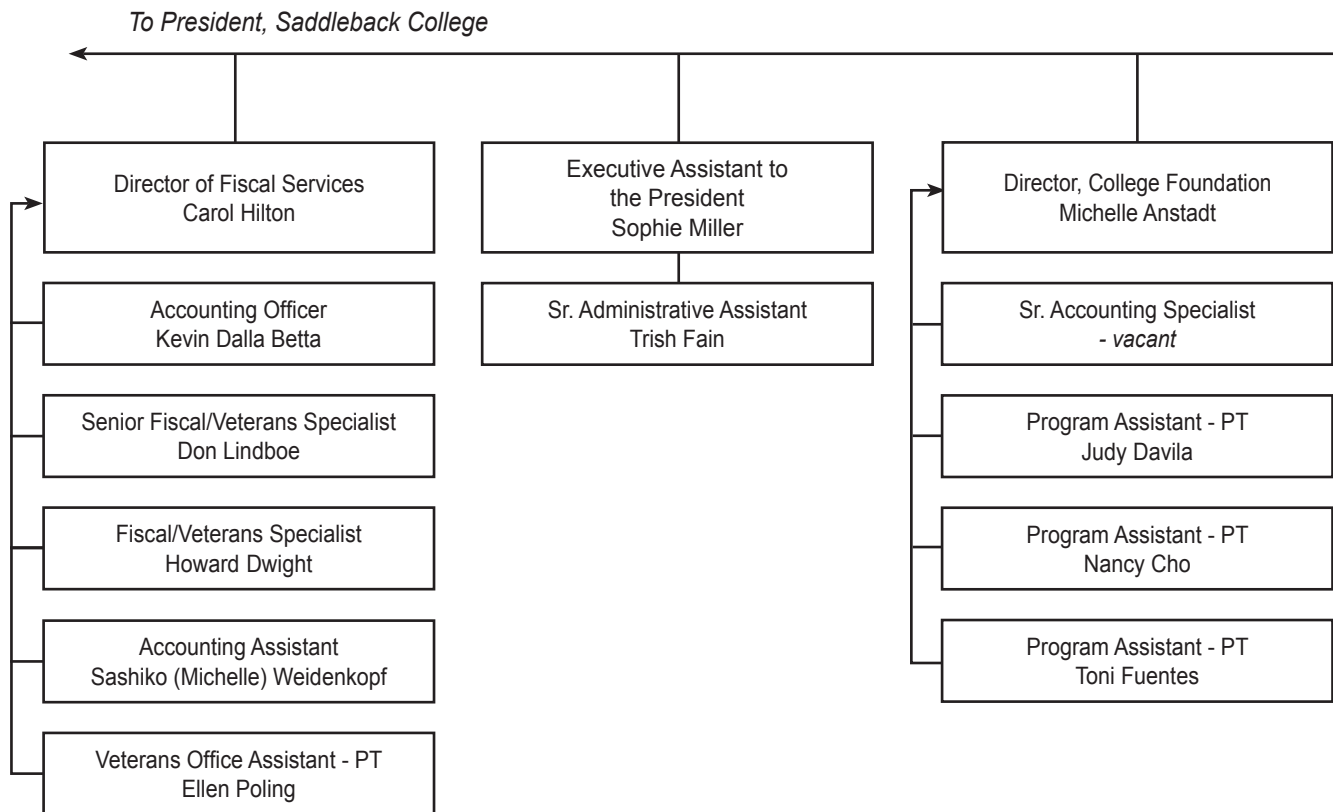 To President, Saddleback College
Director of Fiscal Services
Carol Hilton
Accounting Officer
Kevin Dalla Betta
Senior Fiscal/Veterans Specialist
Don Lindboe
Fiscal/Veterans Specialist
Howard Dwight
Accounting Assistant
Sashiko (Michelle) Weidenkopf
Veterans Office Assistant - PT
Ellen Poling
Executive Assistant to
the President
Sophie Miller
Sr. Administrative Assistant
Trish Fain
Director, College Foundation
Michelle Anstadt
Sr. Accounting Specialist
- vacant
Program Assistant - PT
Judy Davila
Program Assistant - PT
Nancy Cho
Program Assistant - PT
Toni Fuentes